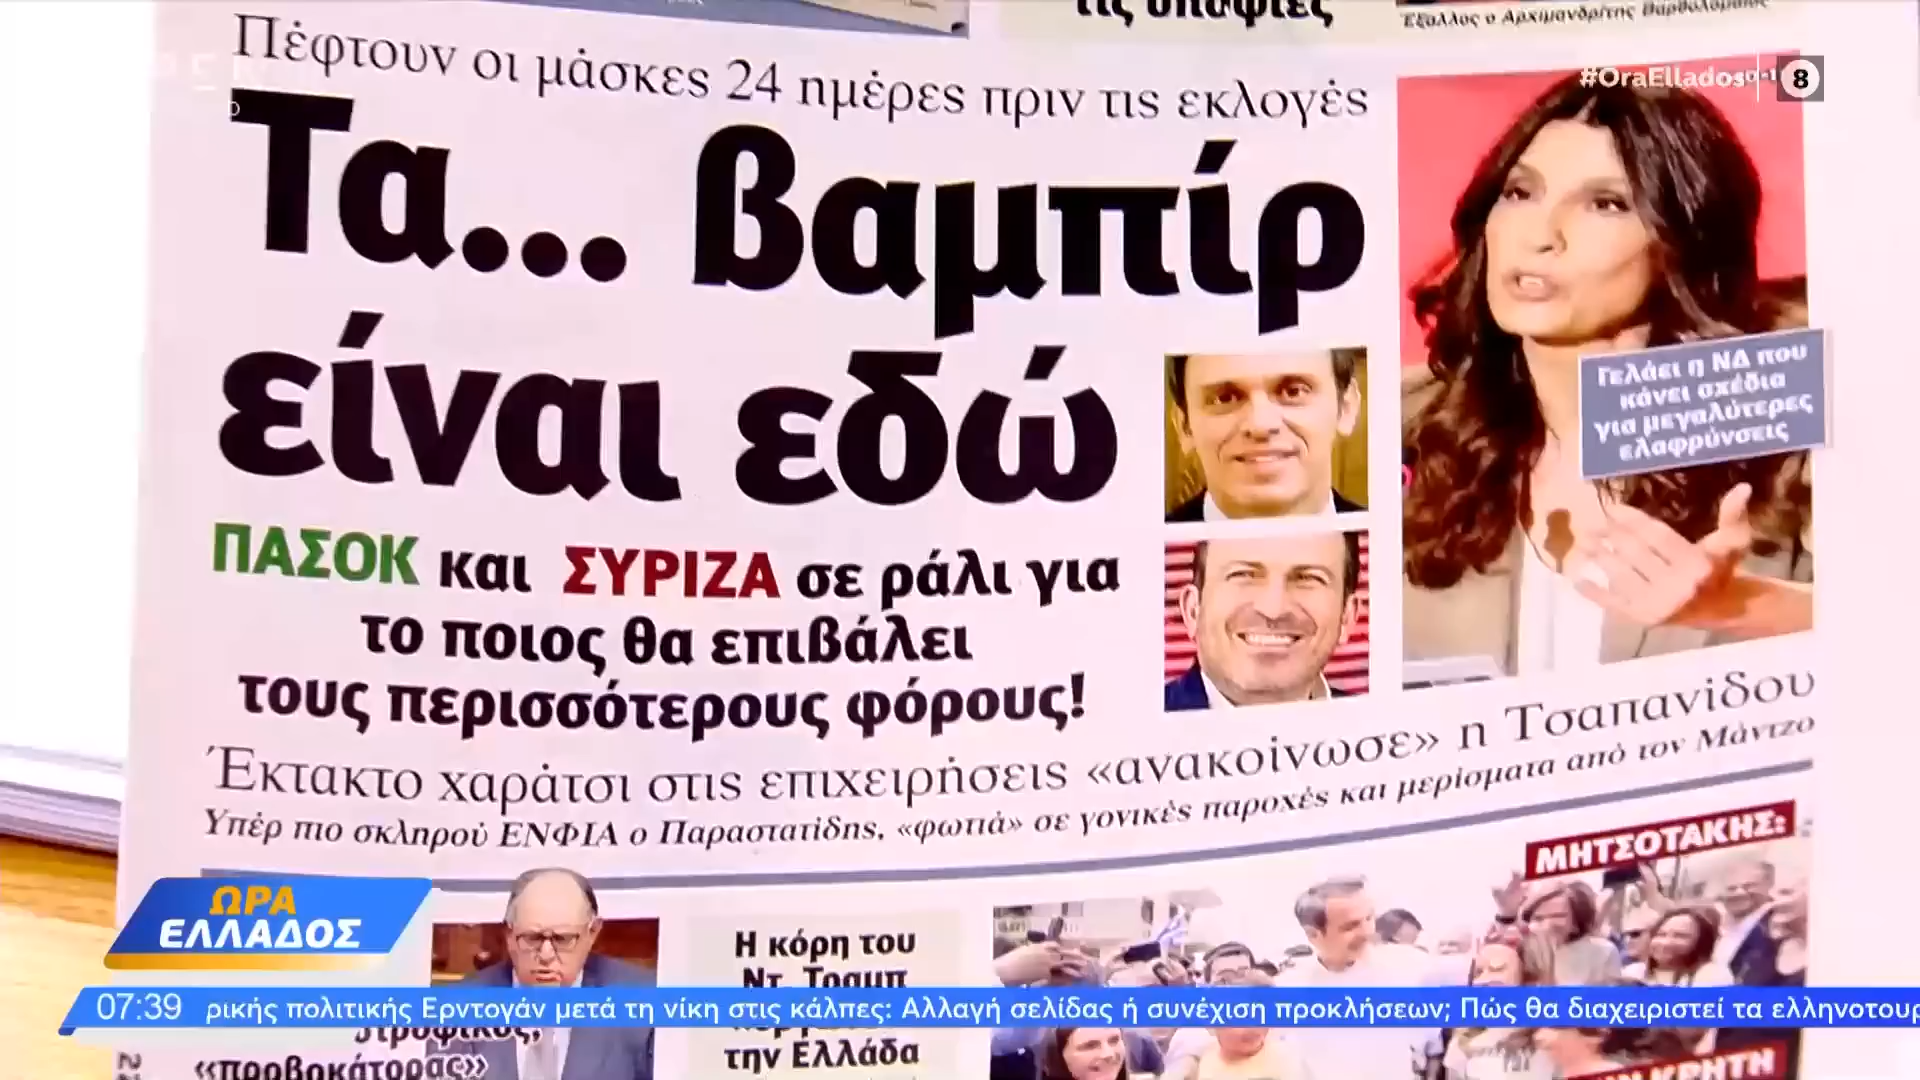 τις υποψίες
Έξαλλος ο Αρχιμανδρίτης Βαρθολομαίος
#OraEllados
8
Πέφτουν οι μάσκες 24 ημέρες πριν τις εκλογές
Τα... βαμπίρ
είναι εδώ
Γελάει η ΝΔ που
κάνει σχέδια
για μεγαλύτερες
ελαφρύνσεις
ΠΑΣΟΚ και ΣΥΡΙΖΑ σε ράλι για
το ποιος θα επιβάλει
τους περισσότερους φόρους!
Έκτακτο χαράτσι στις επιχειρήσεις «ανακοίνωσε» η Τσαπανίδου
Υπέρ πιο σκληρού ΕΝΦΙΑ ο Παραστατίδης, «φωτιά» σε γονικές παροχές και μερίσματα από τον Μάντζο
ΜΗΤΣΟΤΑΚΗΣ:
ΩΡΑ
ΕΛΛΑΔΟΣ
Η κόρη του
Ντ. Τραμπ
07:39 ρικής πολιτικής Ερντογάν μετά τη νίκη στις κάλπες: Αλλαγή σελίδας ή συνέχιση προκλήσεων; Πώς θα διαχειριστεί τα ελληνοτουρ
την Ελλάδα
«προβοκάτορας»
ΚΡΗΤΗ